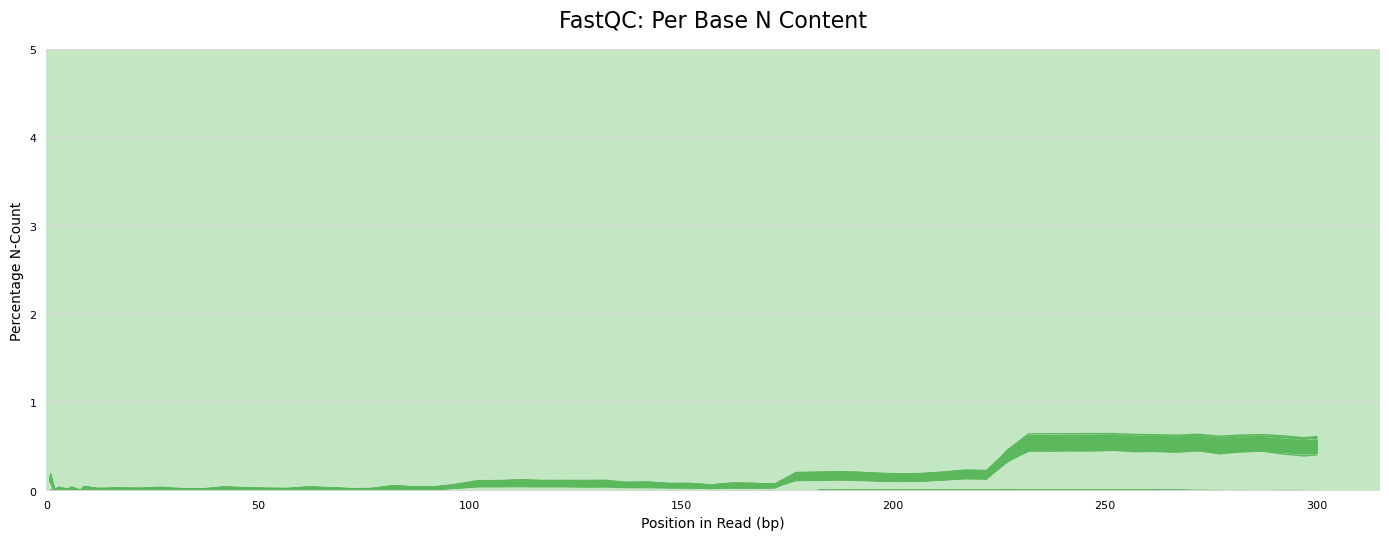 FastQC: Per Base N Content
Percentage N-Count
5
4
3
2
1
0
0 50 100 150 200 250 300
Position in Read (bp)